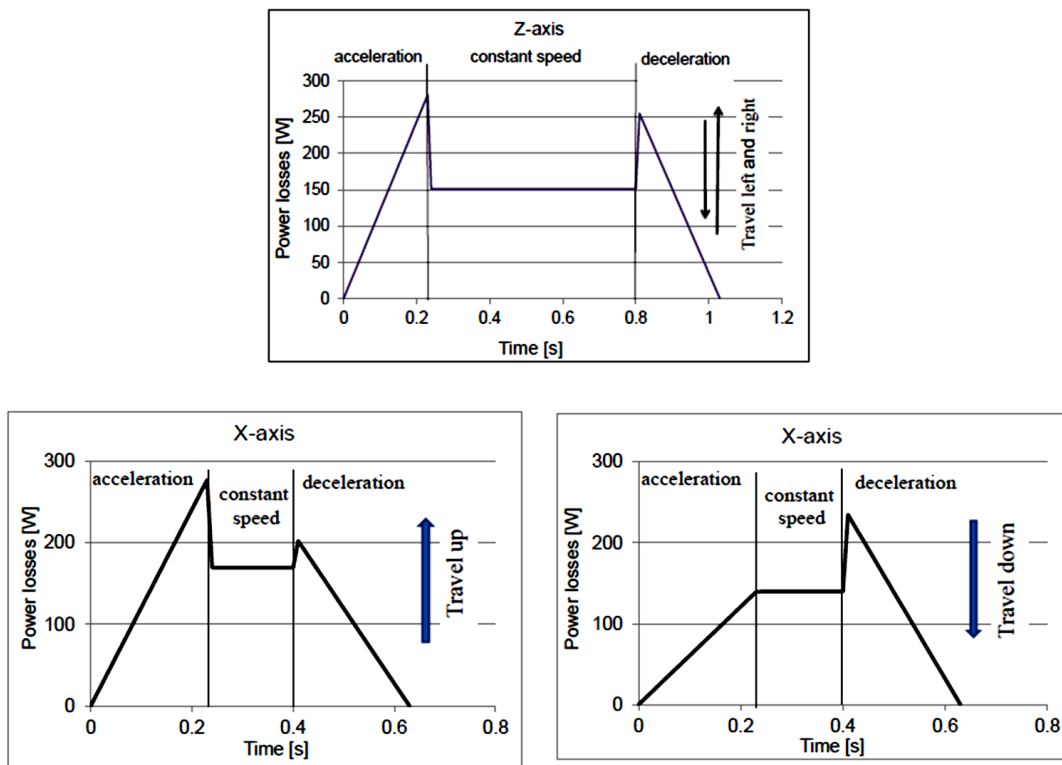 Z-axis
acceleration constant speed deceleration
300
250
200
150
100
50
0
Power losses [W]
0 0.2 0.4 0.6 0.8 1 1.2
Time [s]
Travel left and right
X-axis
300
200
100
0
acceleration
constant
speed
deceleration
Power losses [W]
Travel up
0 0.2 0.4 0.6 0.8
Time [s]
X-axis
300
200
100
0
acceleration
constant
speed
deceleration
Power losses [W]
Travel down
0 0.2 0.4 0.6 0.8
Time [s]